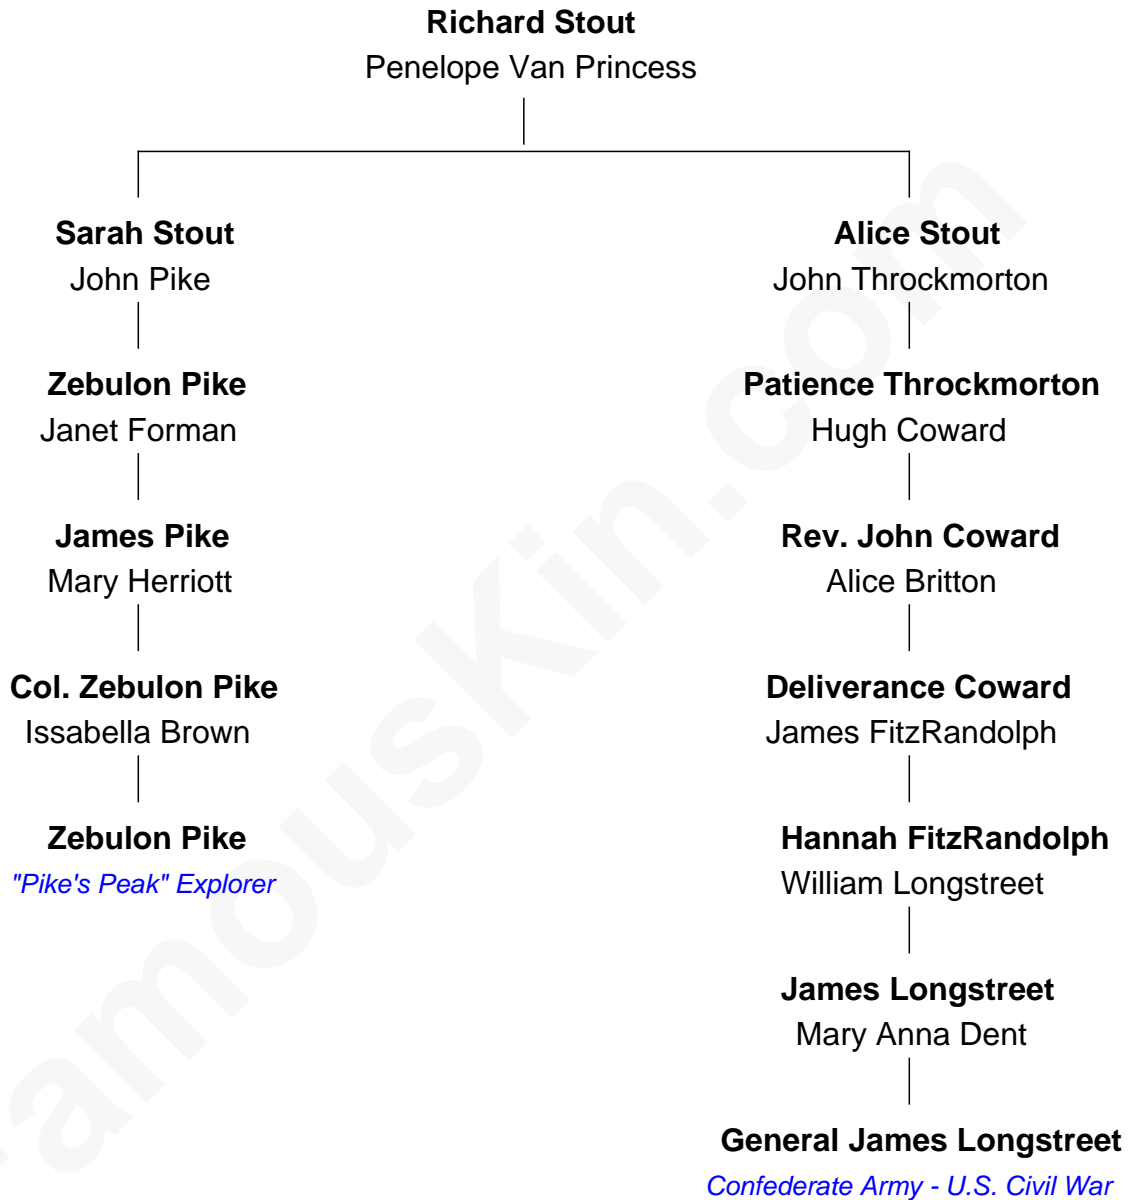 Richard Stout
Penelope Van Princess
Sarah Stout
John Pike
Zebulon Pike
Janet Forman
James Pike
Mary Herriott
Col. Zebulon Pike
Issabella Brown
Zebulon Pike
"Pike's Peak" Explorer
Alice Stout
John Throckmorton
Patience Throckmorton
Hugh Coward
Rev. John Coward
Alice Britton
Deliverance Coward
James FitzRandolph
Hannah FitzRandolph
William Longstreet
James Longstreet
Mary Anna Dent
General James Longstreet
Confederate Army - U.S. Civil War
FamousKin.com